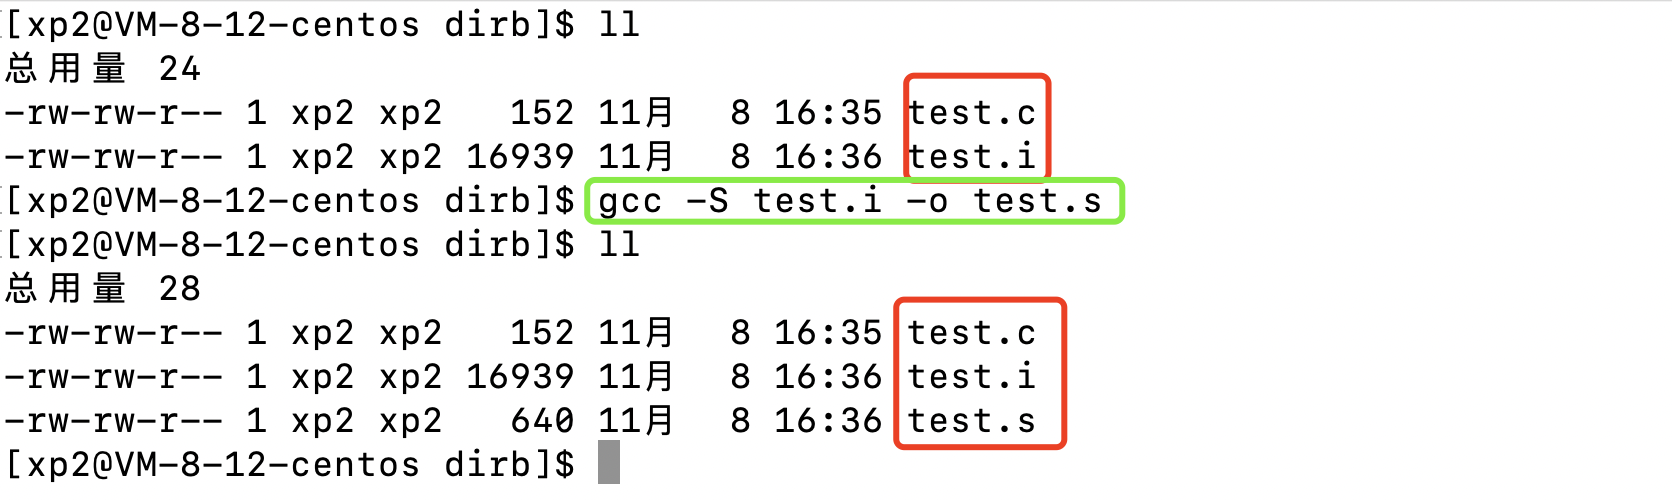 [xp2@VM-8-12-centos dirb]$ ll
总用量 24
-rw-rw-r-- 1 xp2 xp2   152 11月   8 16:35 test.c
-rw-rw-r-- 1 xp2 xp2 16939 11月   8 16:36 test.i
[xp2@VM-8-12-centos dirb]$ gcc -S test.i -o test.s
[xp2@VM-8-12-centos dirb]$ ll
总用量 28
-rw-rw-r-- 1 xp2 xp2   152 11月   8 16:35 test.c
-rw-rw-r-- 1 xp2 xp2 16939 11月   8 16:36 test.i
-rw-rw-r-- 1 xp2 xp2   640 11月   8 16:36 test.s
[xp2@VM-8-12-centos dirb]$